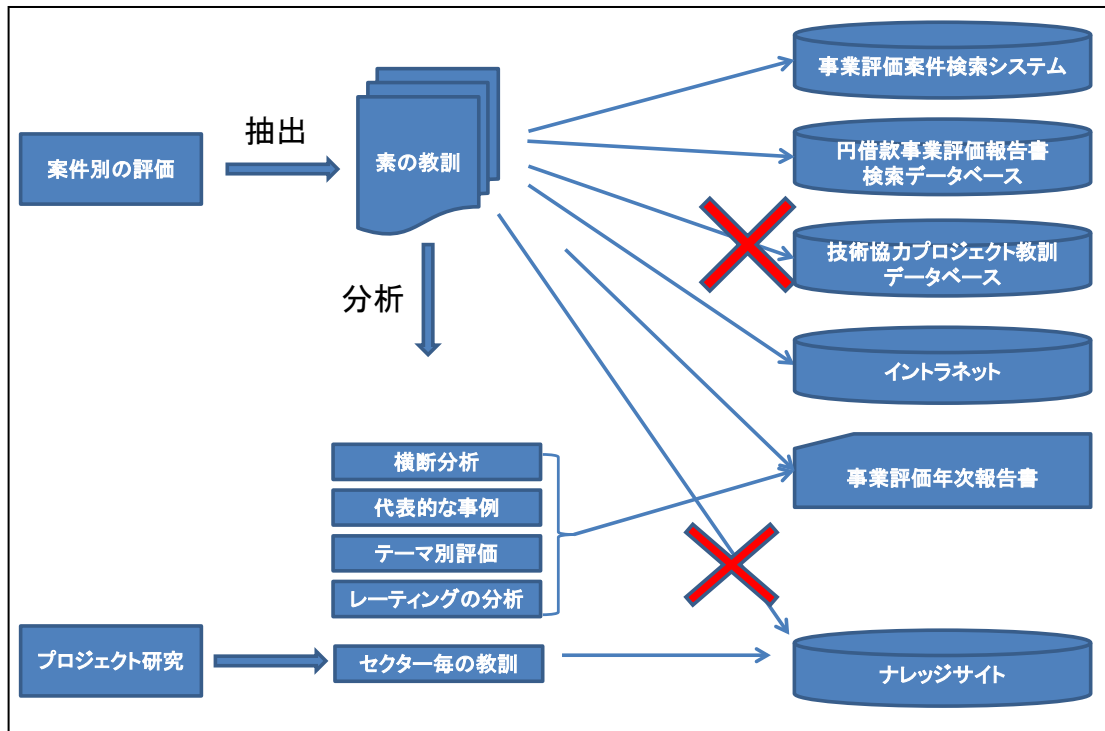 案件別の評価
抽出
素の教訓
分析
横断分析
代表的な事例
テーマ別評価
レーティングの分析
プロジェクト研究
セクター毎の教訓
事業評価案件検索システム
円借款事業評価報告書
検索データベース
技術協力プロジェクト教訓
データベース
イントラネット
事業評価年次報告書
ナレッジサイト